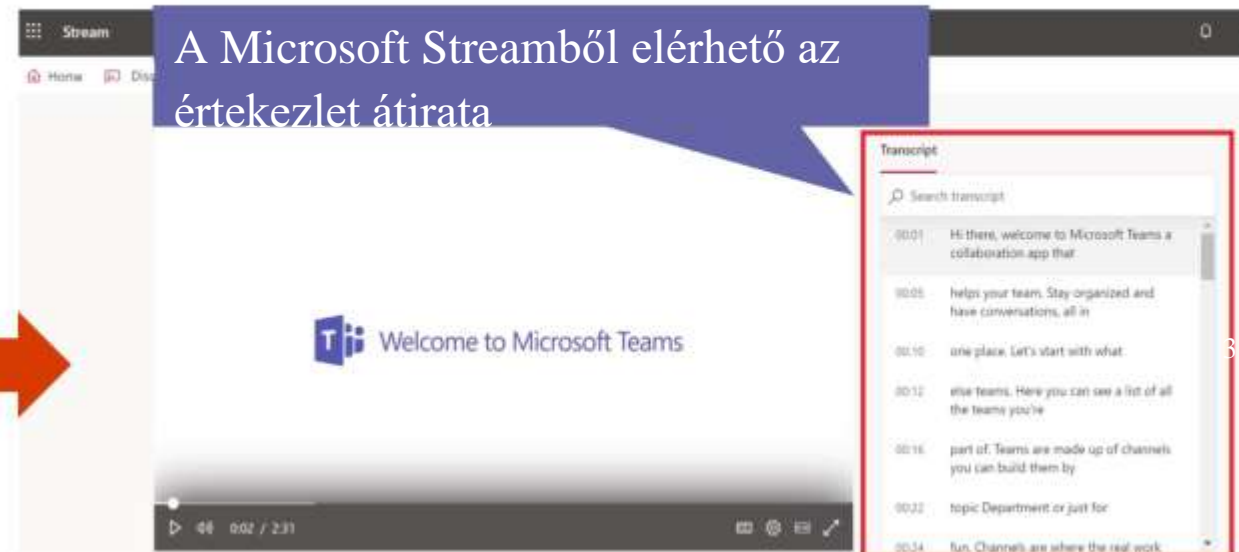 Stream
A Microsoft Streamből elérhető az
értekezlet átirata
Home
Disc
Welcome to Microsoft Teams
0:02 / 2:31
Transcript
Search transcript
00:01 Hi there, welcome to Microsoft Teams a
collaboration app that
00:05 helps your team. Stay organized and
have conversations, all in
00:10 one place. Let's start with what
00:12 else teams. Here you can see a list of all
the teams you're
00:16 part of. Teams are made up of channels
you can build them by
00:22 topic Department or just for
00:24 fun. Channels are where the real work